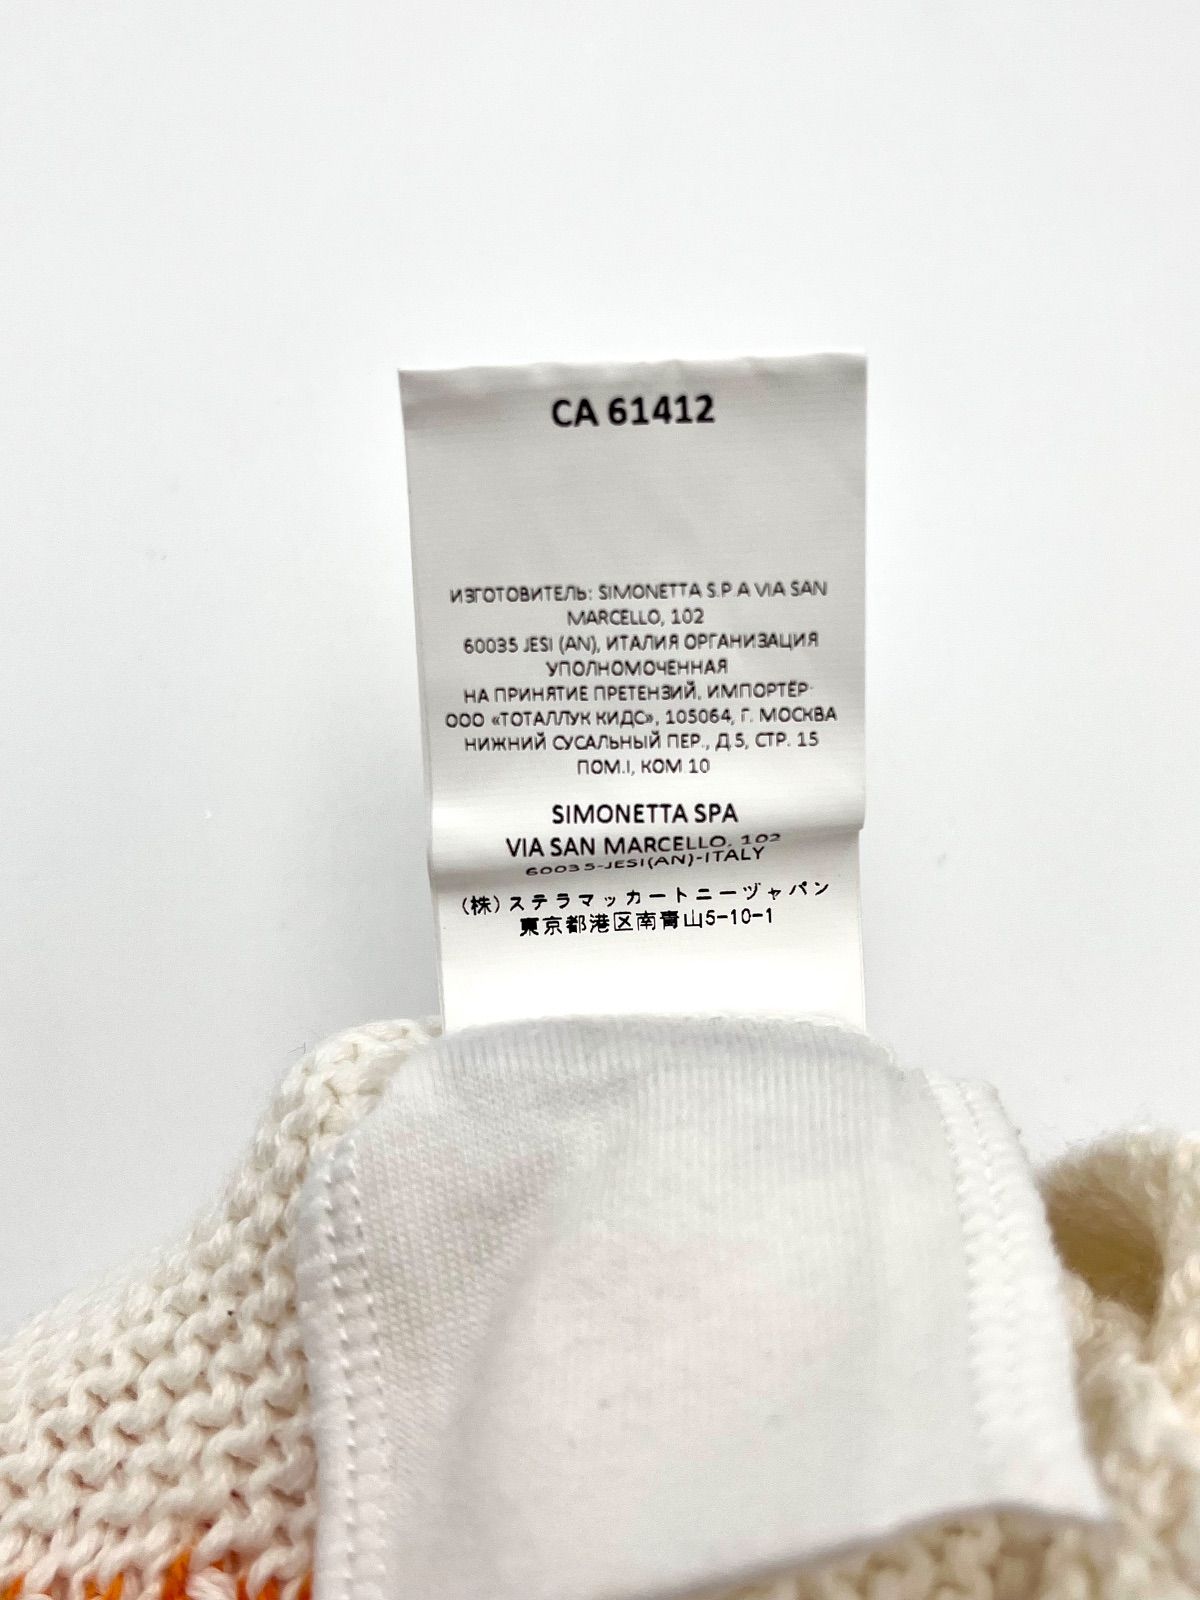 CA 61412
ИЗГОТОВИТЕЛЬ: SIMONETTA S.P.A VIA SAN
MARCELLO, 102
60035 JESI (AN), ИТАЛИЯ ОРГАНИЗАЦИЯ
УПОЛНОМОЧЕННАЯ
НА ПРИНЯТИЕ ПРЕТЕНЗИЙ, ИМПОРТЁР
ООО «ТОТАЛЛУК КИДС», 105064, Г. МОСКВА
НИЖНИЙ СУСАЛЬНЫЙ ПЕР., Д.5, СТР. 15
ПОМ.I, КОМ 10
SIMONETTA SPA
VIA SAN MARCELLO, 102
60035-JESI(AN)-ITALY
(株)ステラマッカートニーヅャパン
東京都港区南青山5-10-1